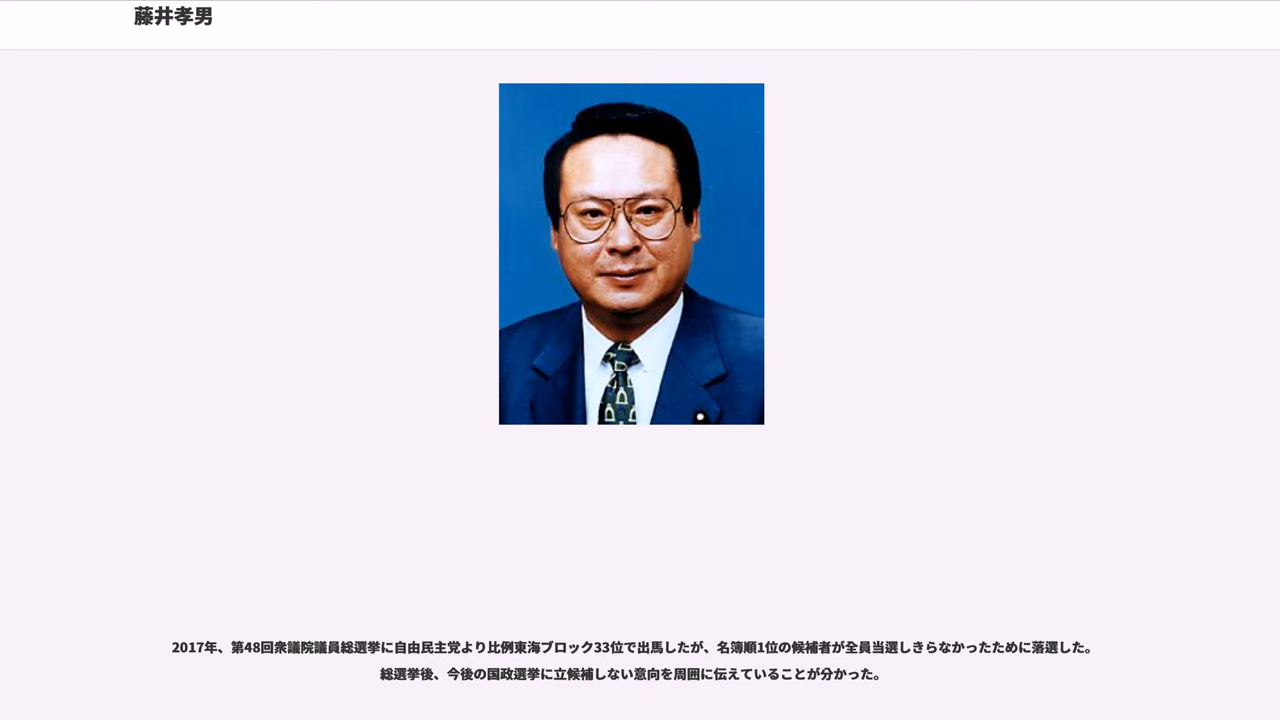 藤井孝男
2017年、第48回衆議院議員総選挙に自由民主党より比例東海ブロック33位で出馬したが、名簿順1位の候補者が全員当選しきらなかったために落選した。
総選挙後、今後の国政選挙に立候補しない意向を周囲に伝えていることが分かった。